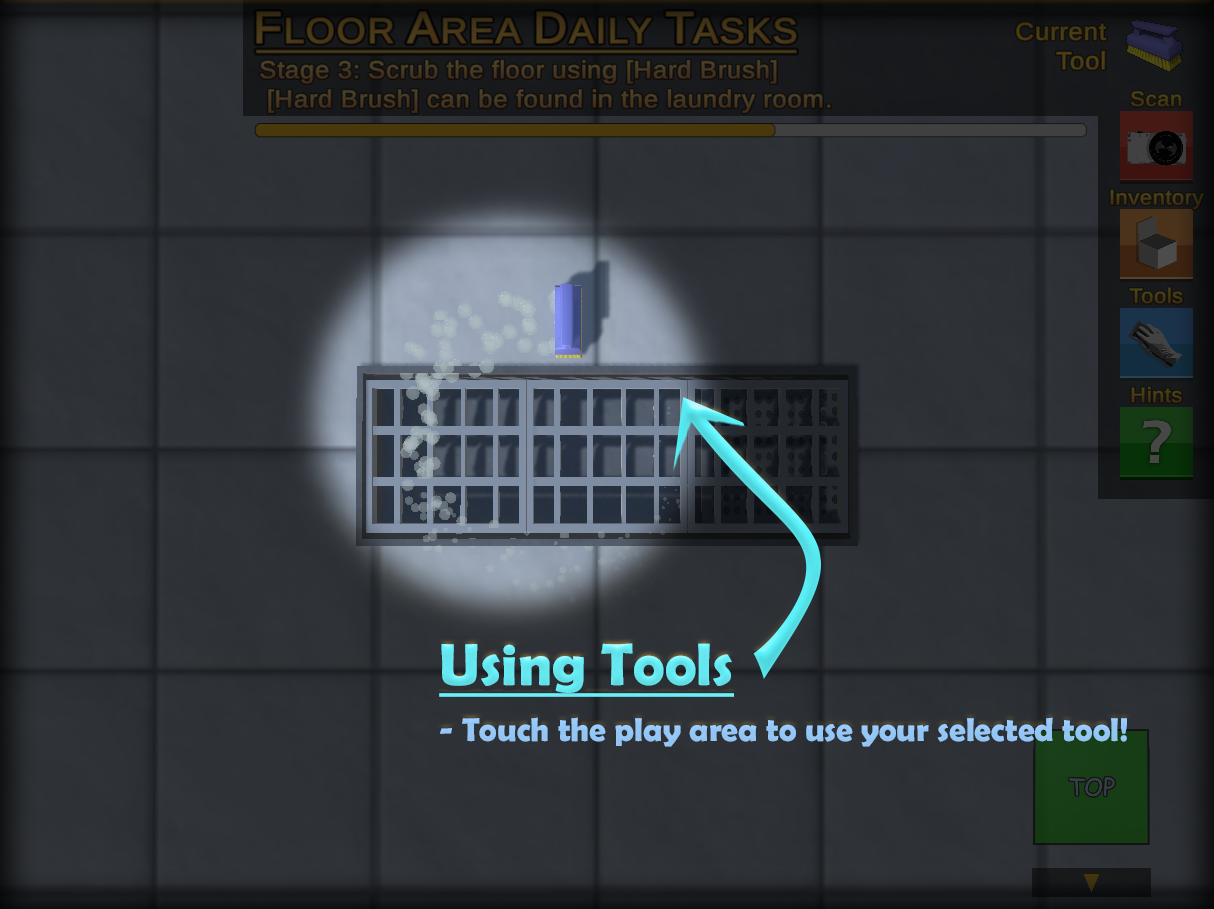 FLOOR AREA DAILY TASKS
Stage 3: Scrub the floor using [Hard Brush]
[Hard Brush] can be found in the laundry room.
Current
Tool
Scan
Inventory
Tools
Hints
?
Using Tools
- Touch the play area to use your selected tool!
TOP